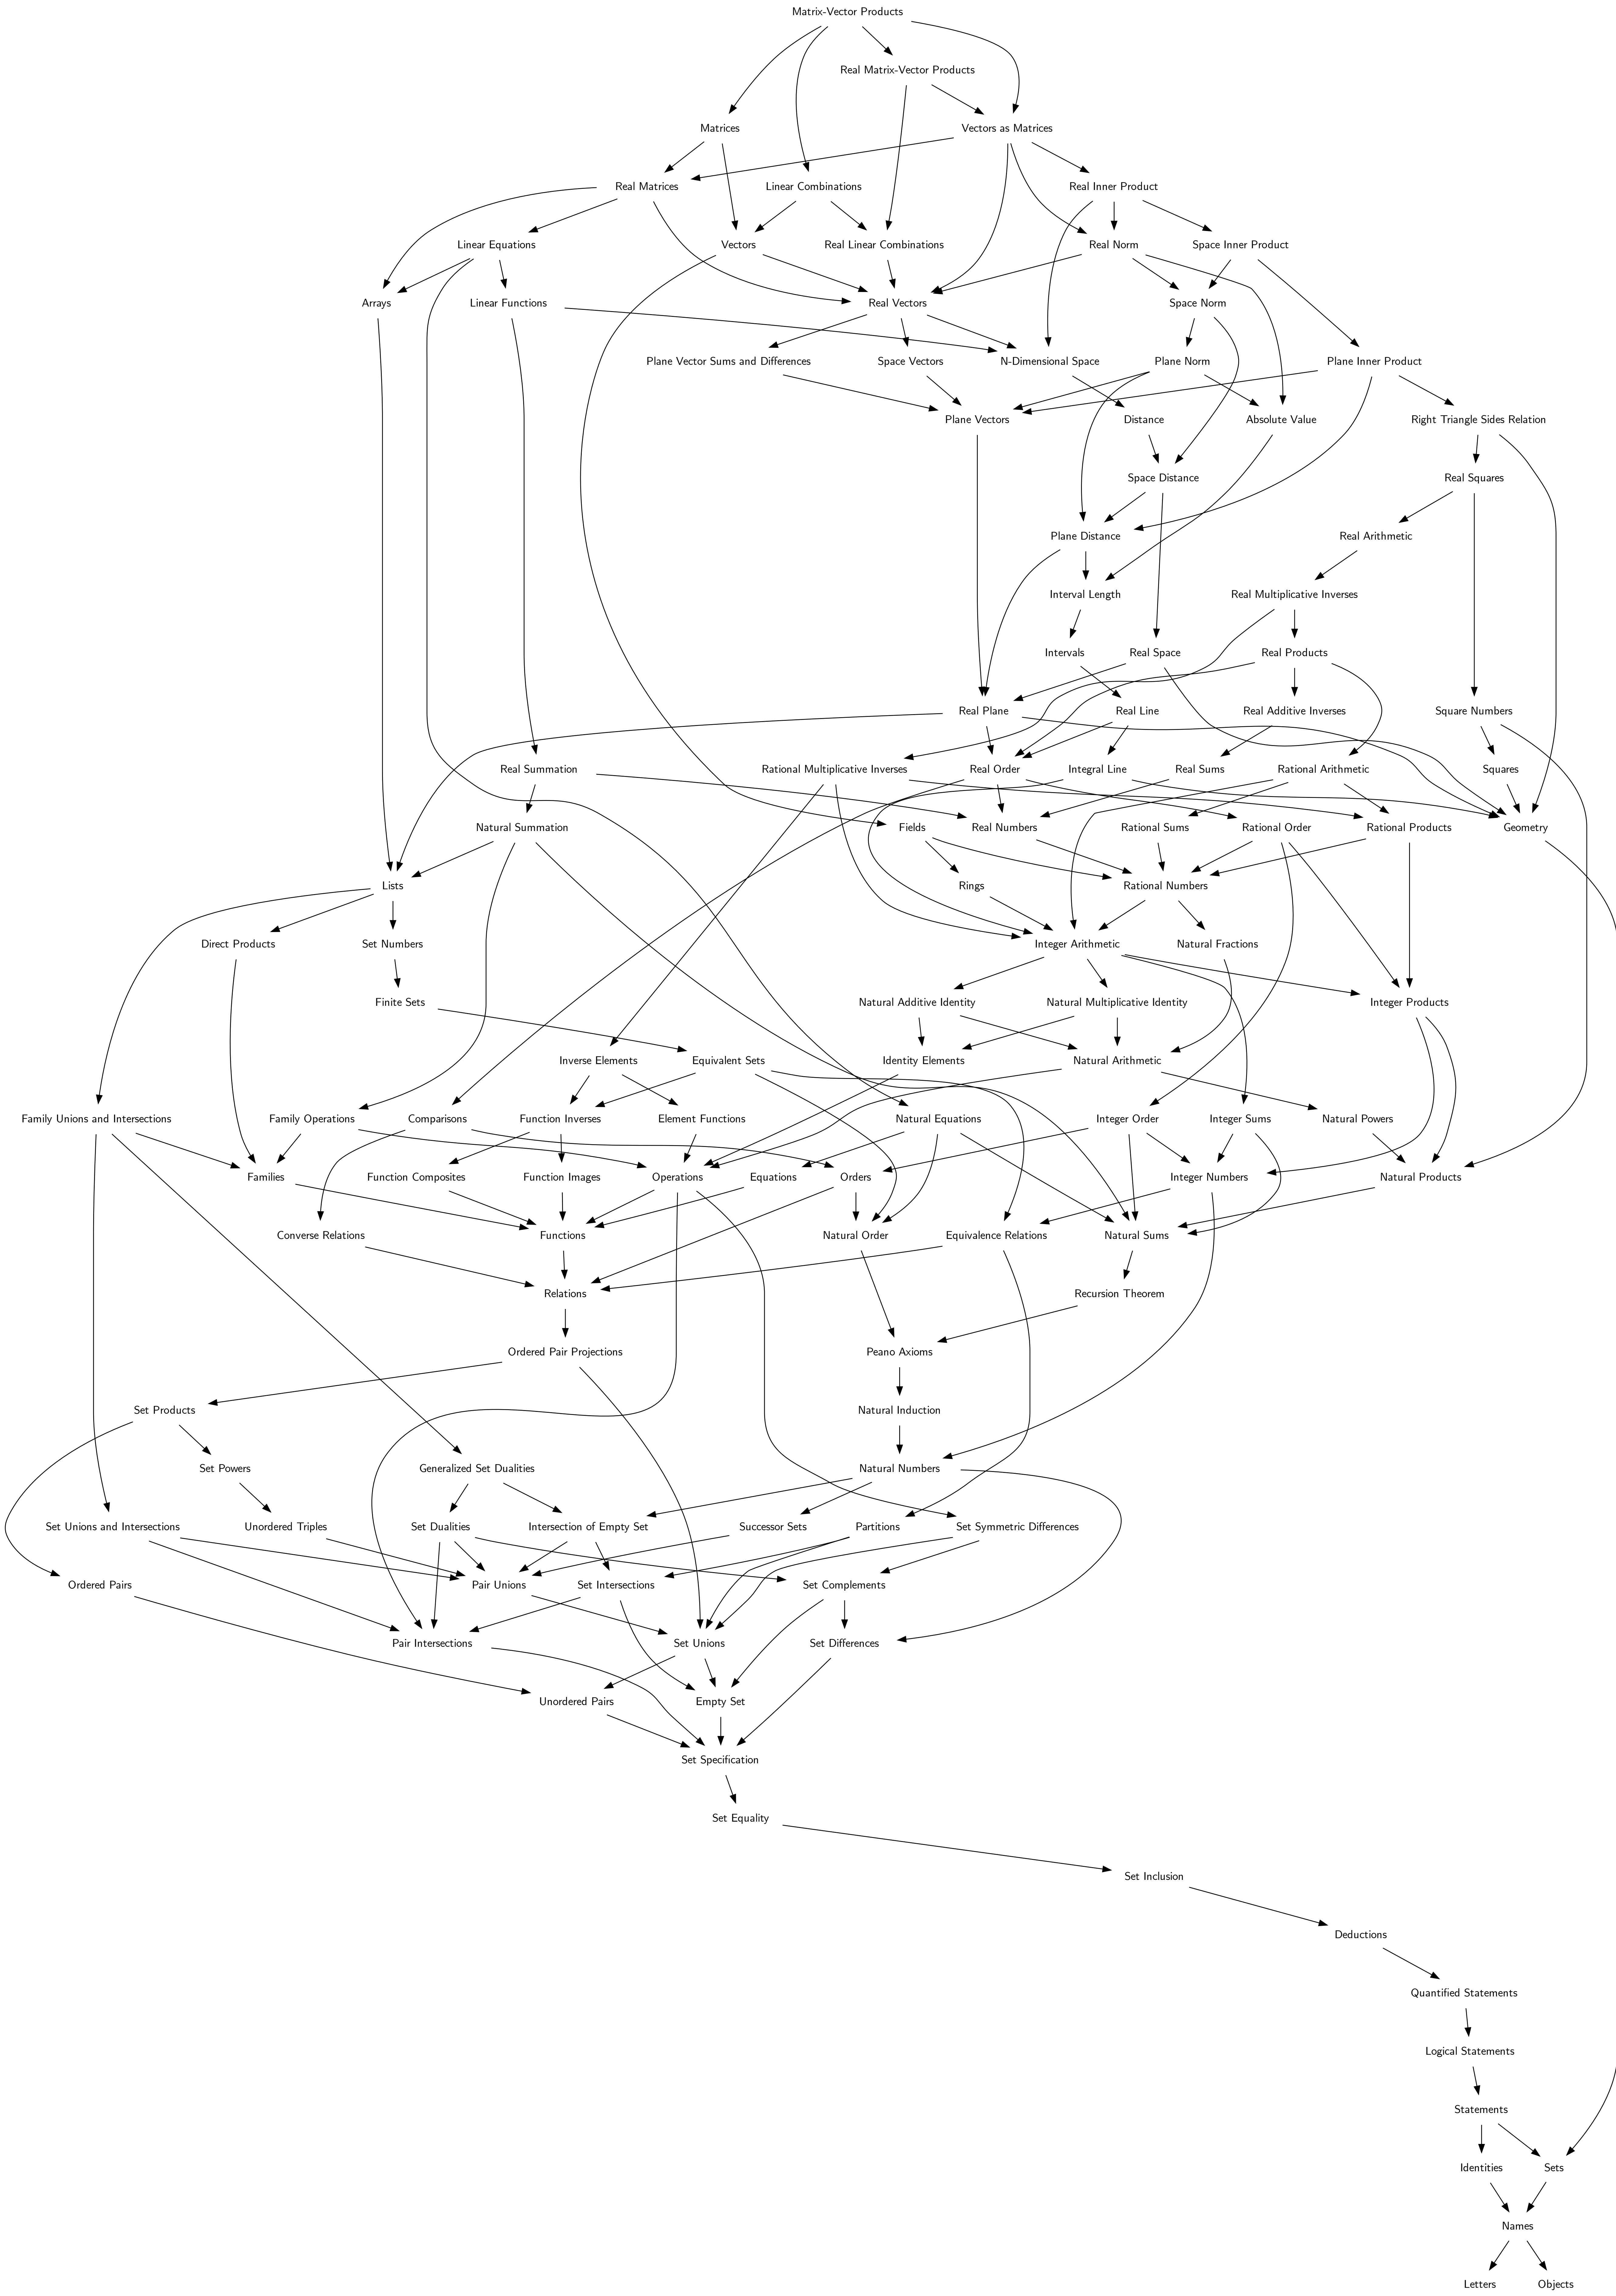 Matrix-Vector Products
Real Matrix-Vector Products
Matrices
Vectors as Matrices
Real Matrices
Linear Combinations
Real Inner Product
Linear Equations
Vectors
Real Linear Combinations
Real Norm
Space Inner Product
Arrays
Linear Functions
Real Vectors
Space Norm
Plane Vector Sums and Differences
Space Vectors
N-Dimensional Space
Plane Norm
Plane Inner Product
Plane Vectors
Distance
Absolute Value
Right Triangle Sides Relation
Space Distance
Real Squares
Plane Distance
Real Arithmetic
Interval Length
Real Multiplicative Inverses
Intervals
Real Space
Real Products
Real Plane
Real Line
Real Additive Inverses
Square Numbers
Real Summation
Rational Multiplicative Inverses
Real Order
Integral Line
Real Sums
Rational Arithmetic
Squares
Natural Summation
Fields
Real Numbers
Rational Sums
Rational Order
Rational Products
Geometry
Lists
Rings
Rational Numbers
Direct Products
Set Numbers
Integer Arithmetic
Natural Fractions
Finite Sets
Natural Additive Identity
Natural Multiplicative Identity
Integer Products
Inverse Elements
Equivalent Sets
Identity Elements
Natural Arithmetic
Family Unions and Intersections
Family Operations
Comparisons
Function Inverses
Element Functions
Natural Equations
Integer Order
Integer Sums
Natural Powers
Families
Function Composites
Function Images
Operations
Equations
Orders
Integer Numbers
Natural Products
Converse Relations
Functions
Natural Order
Equivalence Relations
Natural Sums
Relations
Recursion Theorem
Ordered Pair Projections
Peano Axioms
Set Products
Natural Induction
Set Powers
Generalized Set Dualities
Natural Numbers
Set Unions and Intersections
Unordered Triples
Set Dualities
Intersection of Empty Set
Successor Sets
Partitions
Set Symmetric Differences
Ordered Pairs
Pair Unions
Set Intersections
Set Complements
Pair Intersections
Set Unions
Set Differences
Unordered Pairs
Empty Set
Set Specification
Set Equality
Set Inclusion
Deductions
Quantified Statements
Logical Statements
Statements
Identities
Sets
Names
Letters
Objects